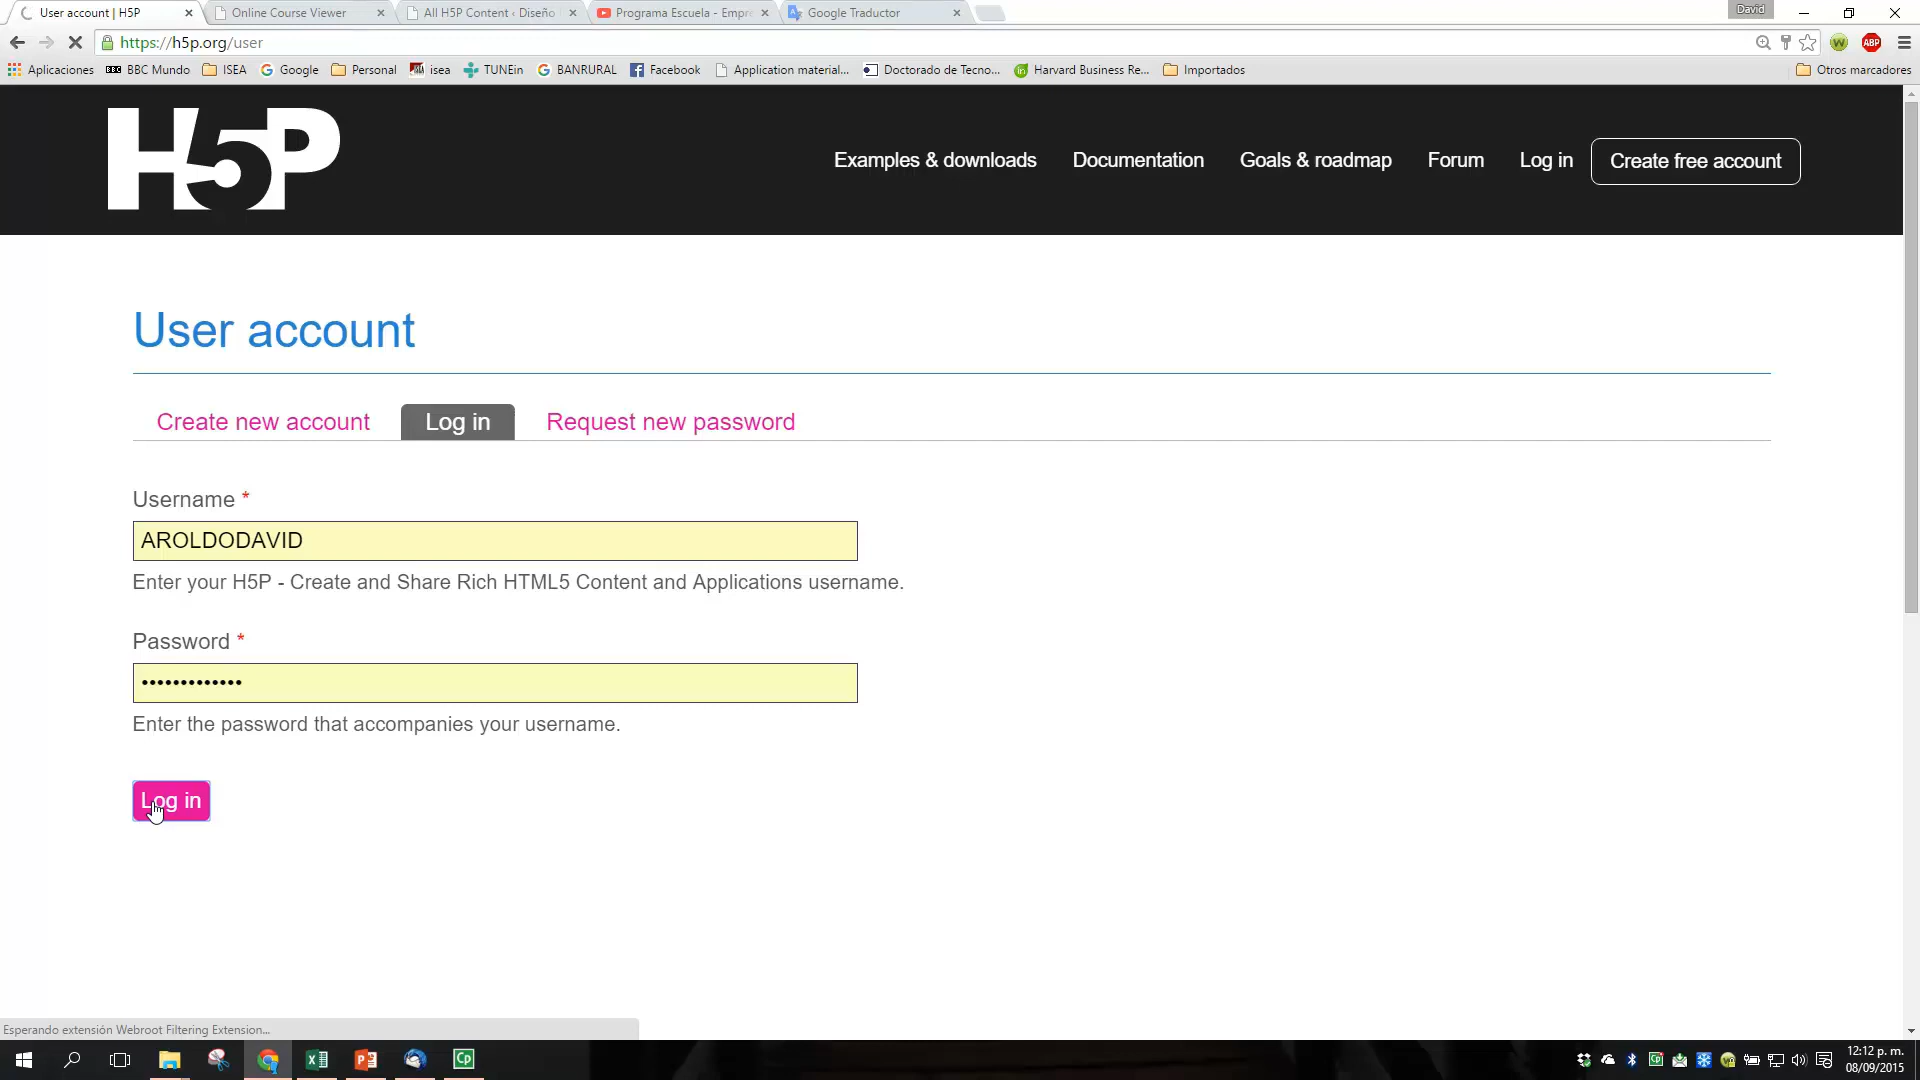 User account | H5P
Online Course Viewer
All H5P Content ‹ Diseño
Programa Escuela - Empre
Google Traductor
David
https://h5p.org/user
ABP
Aplicaciones
BBC BBC Mundo
ISEA
Google
Personal
isea
TUNEin
BANRURAL
Facebook
Application material...
Doctorado de Tecno...
Harvard Business Re...
Importados
Otros marcadores
H5P
Examples & downloads
Documentation
Goals & roadmap
Forum
Log in
Create free account
User account
Create new account
Log in
Request new password
Username *
AROLDODAVID
Enter your H5P - Create and Share Rich HTML5 Content and Applications username.
Password *
•••••••••••••
Enter the password that accompanies your username.
Log in
Esperando extensión Webroot Filtering Extension...
Cp
12:12 p. m.
08/09/2015